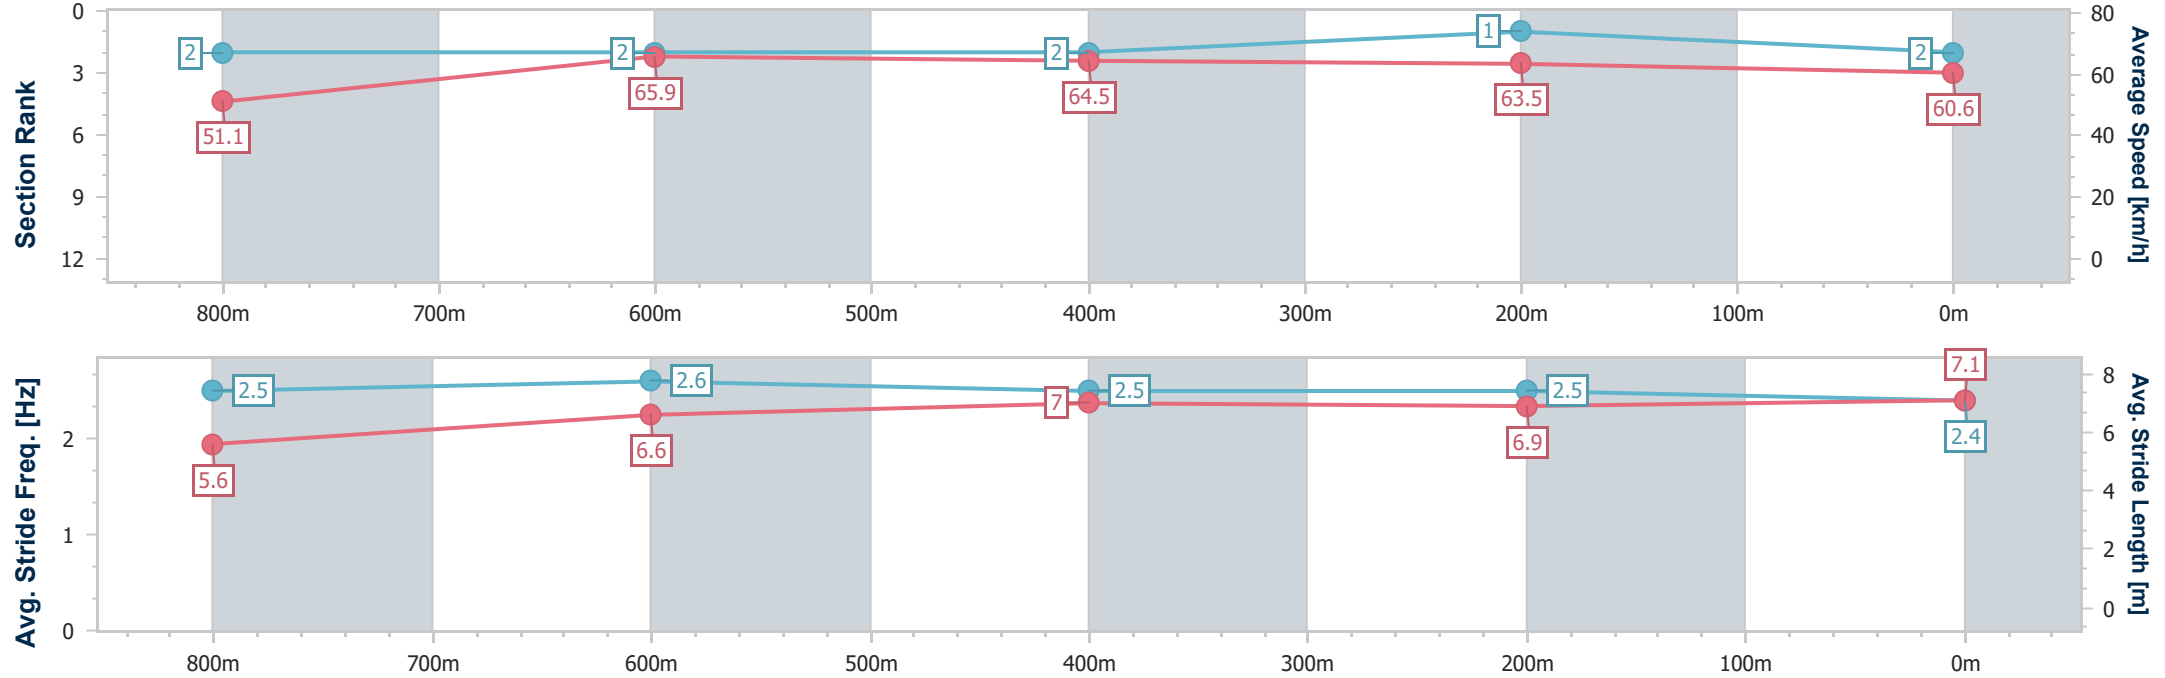 Section Rank
0
3
6
9
12
2
2
2
1
2
51.1
65.9
64.5
63.5
60.6
80
60
40
20
0
Average Speed [km/h]
800m
700m
600m
500m
400m
300m
200m
100m
0m
Avg. Stride Freq. [Hz]
2
1
0
2.5
2.6
2.5
2.5
2.4
5.6
6.6
7
6.9
7.1
8
6
4
2
0
Avg. Stride Length [m]
800m
700m
600m
500m
400m
300m
200m
100m
0m